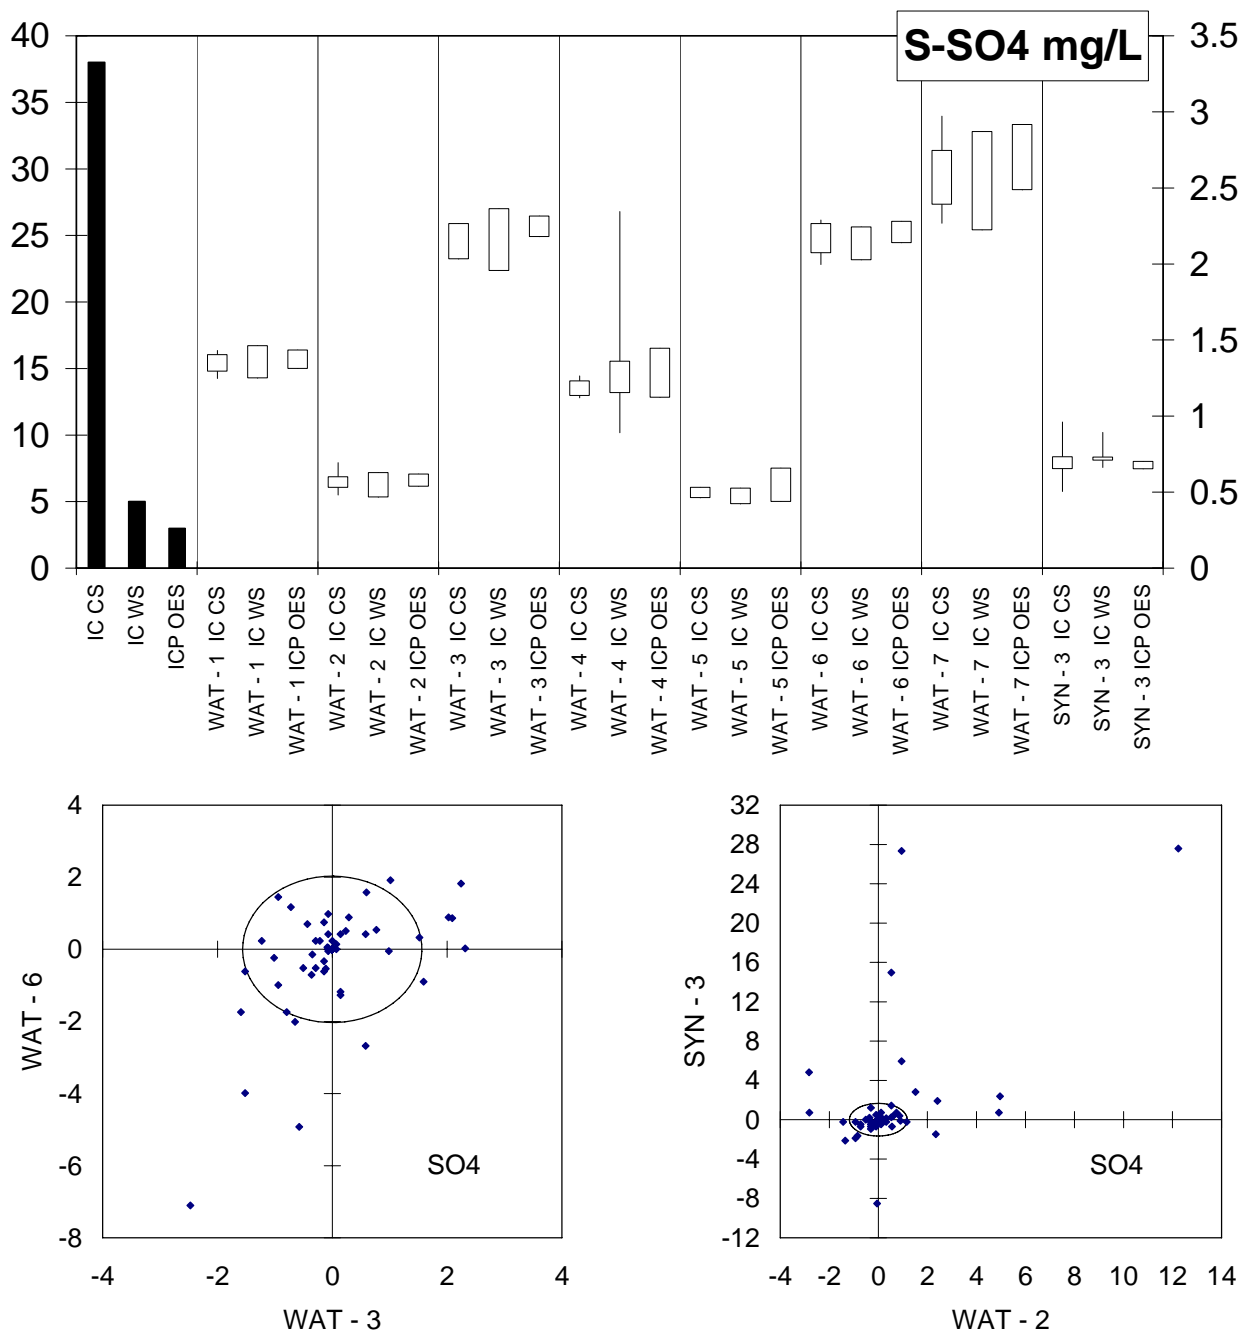 S-SO4 mg/L
40
35
30
25
20
15
10
5
0
3.5
3
2.5
2
1.5
1
0.5
0
IC CS
IC WS
ICP OES
WAT - 1 IC CS
WAT - 1 IC WS
WAT - 1 ICP OES
WAT - 2 IC CS
WAT - 2 IC WS
WAT - 2 ICP OES
WAT - 3 IC CS
WAT - 3 IC WS
WAT - 3 ICP OES
WAT - 4 IC CS
WAT - 4 IC WS
WAT - 4 ICP OES
WAT - 5 IC CS
WAT - 5 IC WS
WAT - 5 ICP OES
WAT - 6 IC CS
WAT - 6 IC WS
WAT - 6 ICP OES
WAT - 7 IC CS
WAT - 7 IC WS
WAT - 7 ICP OES
SYN - 3 IC CS
SYN - 3 IC WS
SYN - 3 ICP OES
4
2
0
-2
-4
-6
-8
WAT - 6
SO4
-4 -2 0 2 4
WAT - 3
32
28
24
20
16
12
8
4
0
-4
-8
-12
SYN - 3
SO4
-4 -2 0 2 4 6 8 10 12 14
WAT - 2